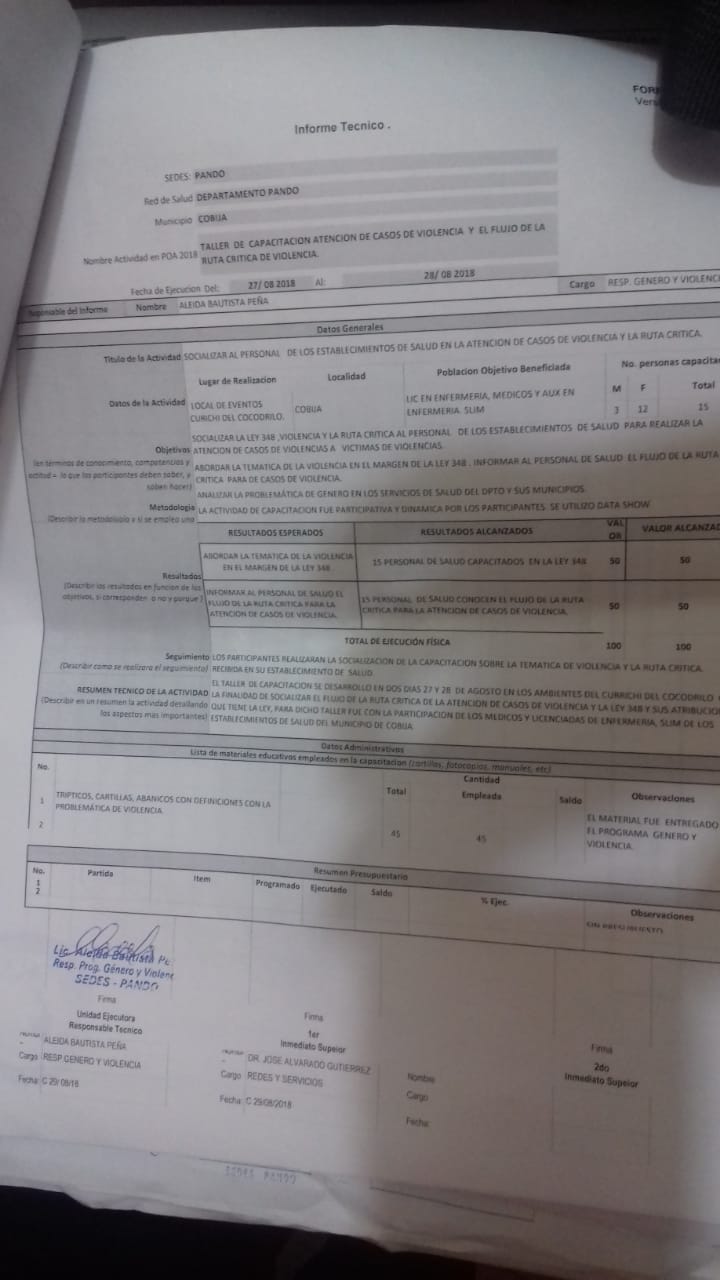 FOR
Vers
Informe Tecnico .
SEDES: PANDO
Red de Salud DEPARTAMENTO PANDO
Municipio COBIJA
Nombre Actividad en POA 2018 TALLER DE CAPACITACION ATENCION DE CASOS DE VIOLENCIA Y EL FLUJO DE LA
RUTA CRITICA DE VIOLENCIA.
Fecha de Ejecucion Del: 27/ 08 2018 Al: 28/ 08 2018
Responsable del Informe Nombre ALEIDA BAUTISTA PEÑA Cargo RESP. GENERO Y VIOLENCI
Datos Generales
Titulo de la Actividad SOCIALIZAR AL PERSONAL DE LOS ESTABLECIMIENTOS DE SALUD EN LA ATENCION DE CASOS DE VIOLENCIA Y LA RUTA CRITICA.
Datos de la Actividad
Lugar de Realizacion Localidad Poblacion Objetivo Beneficiada No. personas capacita
M F Total
LOCAL DE EVENTOS
CURICHI DEL COCODRILO.
COBIJA
LIC EN ENFERMERIA, MEDICOS Y AUX EN
ENFERMERIA. SLIM
3 12 15
Objetivos
SOCIALIZAR LA LEY 348 ,VIOLENCIA Y LA RUTA CRITICA AL PERSONAL DE LOS ESTABLECIMIENTOS DE SALUD PARA REALIZAR LA
ATENCION DE CASOS DE VIOLENCIAS A VICTIMAS DE VIOLENCIAS.
(en términos de conocimiento, competencias y
actitud = lo que los participantes deben saber, y
saben hacer)
ABORDAR LA TEMATICA DE LA VIOLENCIA EN EL MARGEN DE LA LEY 348 . INFORMAR AL PERSONAL DE SALUD EL FLUJO DE LA RUTA
CRITICA PARA DE CASOS DE VIOLENCIA.
ANALIZAR LA PROBLEMÁTICA DE GENERO EN LOS SERVICIOS DE SALUD DEL DPTO Y SUS MUNICIPIOS.
Metodologia LA ACTIVIDAD DE CAPACITACION FUE PARTICIPATIVA Y DINAMICA POR LOS PARTICIPANTES. SE UTILIZO DATA SHOW
(Describir la metodologia y si se empleo una
RESULTADOS ESPERADOS RESULTADOS ALCANZADOS VAL OR VALOR ALCANZA
ABORDAR LA TEMATICA DE LA VIOLENCIA
EN EL MARGEN DE LA LEY 348
15 PERSONAL DE SALUD CAPACITADOS EN LA LEY 348 50 50
Resultados
(Describir los resultados en funcion de los
objetivos, si corresponden o no y porque )
INFORMAR AL PERSONAL DE SALUD EL
FLUJO DE LA RUTA CRITICA PARA LA
ATENCION DE CASOS DE VIOLENCIA.
15 PERSONAL DE SALUD CONOCEN EL FLUJO DE LA RUTA
CRITICA PARA LA ATENCION DE CASOS DE VIOLENCIA.
50 50
TOTAL DE EJECUCIÓN FÍSICA 100 100
Seguimiento LOS PARTICIPANTES REALIZARAN LA SOCIALIZACION DE LA CAPACITACION SOBRE LA TEMATICA DE VIOLENCIA Y LA RUTA CRITICA.
(Describir como se realizara el seguimiento) RECIBIDA EN SU ESTABLECIMIENTO DE SALUD.
RESUMEN TECNICO DE LA ACTIVIDAD
(Describir en un resumen la actividad detallando
los aspectos mas importantes)
EL TALLER DE CAPACITACION SE DESARROLLO EN DOS DIAS 27 Y 28 DE AGOSTO EN LOS AMBIENTES DEL CURRICHI DEL COCODRILO
LA FINALIDAD DE SOCIALIZAR EL FLUJO DE LA RUTA CRITICA DE LA ATENCION DE CASOS DE VIOLENCIA Y LA LEY 348 Y SUS ATRIBUCIO
QUE TIENE LA LEY, PARA DICHO TALLER FUE CON LA PARTICIPACION DE LOS MEDICOS Y LICENCIADAS DE ENFERMERIA, SLIM DE LOS
ESTABLECIMIENTOS DE SALUD DEL MUNICIPIO DE COBIJA
Datos Administrativos
Lista de materiales educativos empleados en la capacitacion (cartillas, fotocopias, manuales, etc)
No. Cantidad
Total Empleada Saldo Observaciones
1 TRIPTICOS, CARTILLAS, ABANICOS CON DEFINICIONES CON LA
PROBLEMÁTICA DE VIOLENCIA
2
45 45
EL MATERIAL FUE ENTREGADO
EL PROGRAMA GENERO Y
VIOLENCIA.
Resumen Presupuestario
No. Partida Item Programado Ejecutado Saldo % Ejec. Observaciones
1
2
Lic. Aleida Bautista Pe
Resp. Prog. Género y Violenc
SEDES - PANDO
Firma
Unidad Ejecutora
Responsable Tecnico
ALEIDA BAUTISTA PEÑA
Cargo RESP GENERO Y VIOLENCIA
Fecha: C 29/ 08/18
Firma
1er
Inmediato Supeior
DR. JOSE ALVARADO GUTIERREZ
Cargo REDES Y SERVICIOS
Fecha: C 29/08/2018
Firma
2do
Inmediato Supeior
Nombre
Cargo
Fecha:
SEDES PANDO